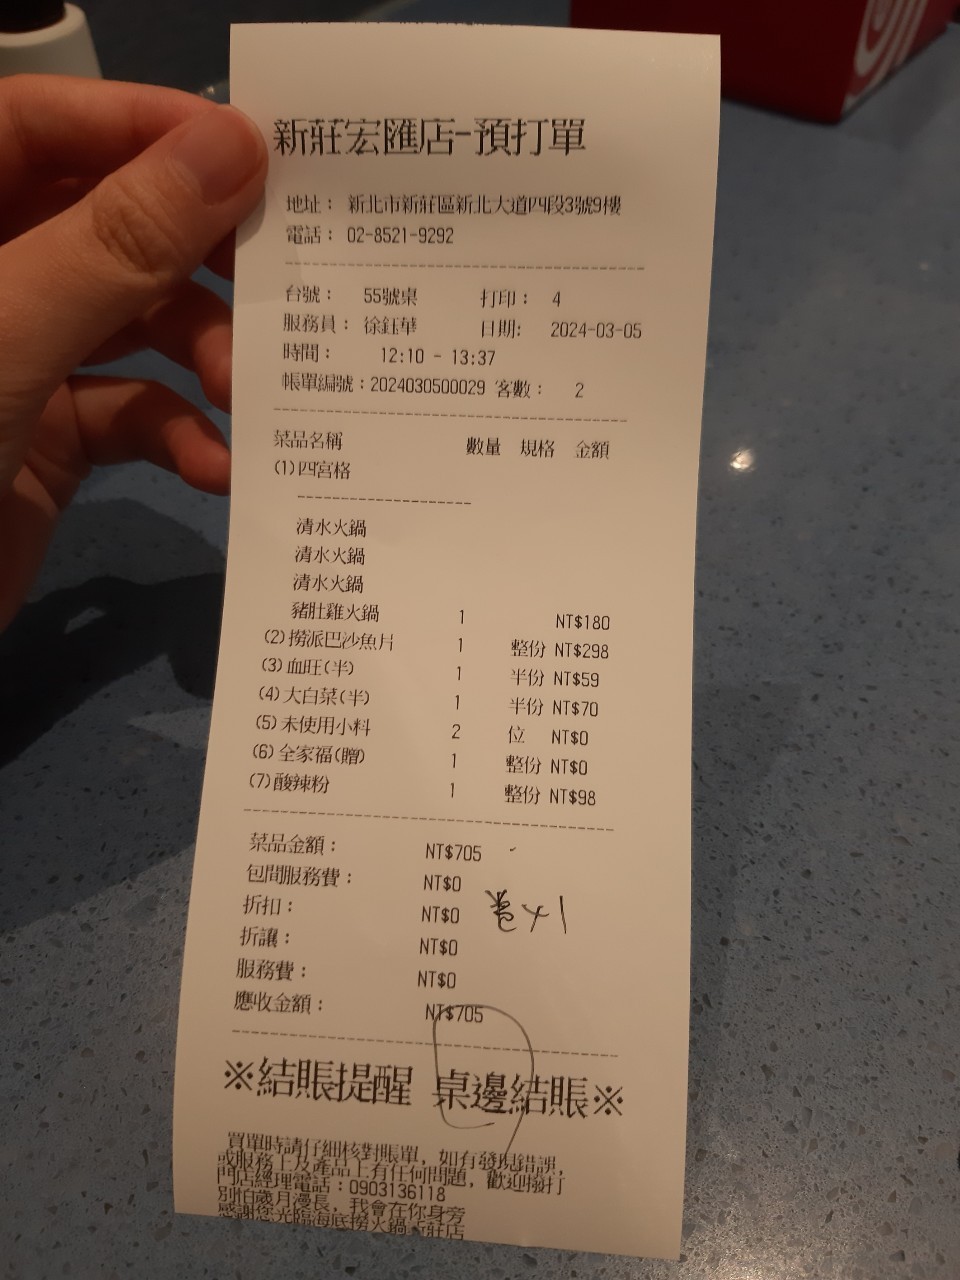 新莊宏匯店-預打單
地址： 新北市新莊區新北大道四段3號9樓
電話： 02-8521-9292
台號： 55號桌 打印： 4
服務員： 徐鈺華 日期: 2024-03-05
時間： 12:10 - 13:37
帳單編號：2024030500029 客數： 2
菜品名稱 數量 規格 金額
(1)四宮格
清水火鍋
清水火鍋
清水火鍋
豬肚雞火鍋 1 NT$180
(2)撈派巴沙魚片 1 整份 NT$298
(3)血旺(半) 1 半份 NT$59
(4)大白菜(半) 1 半份 NT$70
(5)未使用小料 2 位 NT$0
(6)全家福(贈) 1 整份 NT$0
(7)酸辣粉 1 整份 NT$98
菜品金額： NT$705
包間服務費： NT$0
折扣： NT$0
折讓： NT$0
服務費： NT$0
應收金額： NT$705
※結賬提醒 桌邊結賬※
買單時請仔細核對賬單，如有發現錯誤，
或服務上及產品上有任何問題，歡迎撥打
門店經理電話：0903136118
別怕歲月漫長，我會在你身旁
感謝您光臨海底撈火鍋新莊店